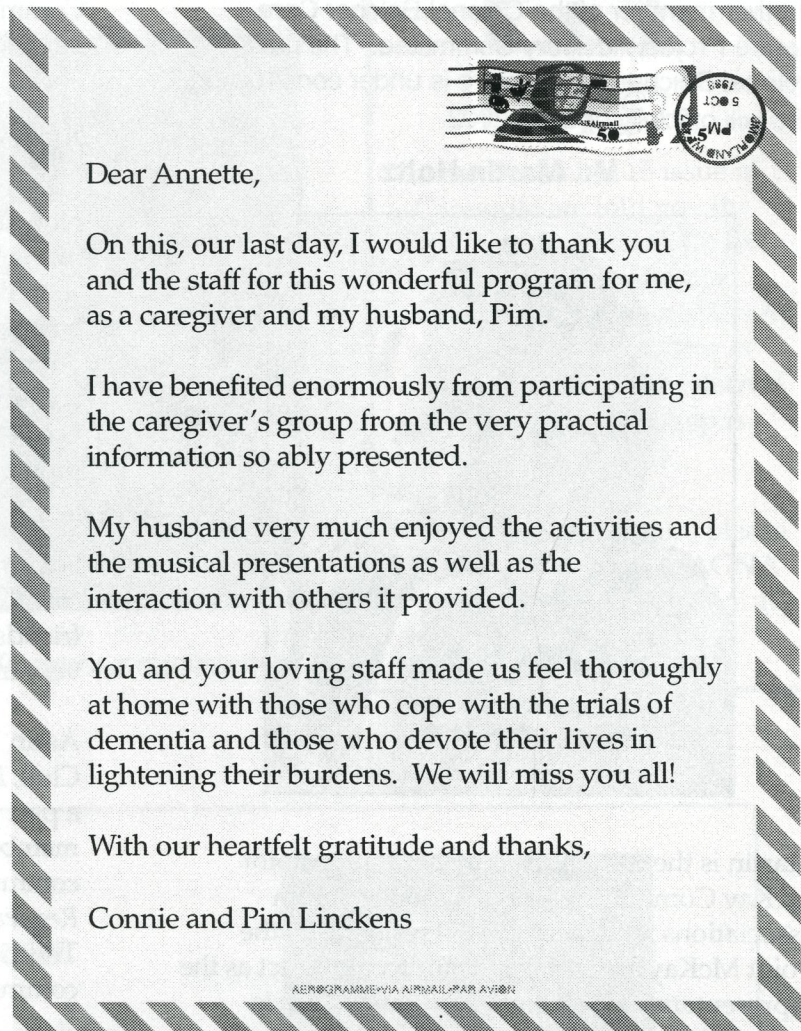 USAirmail
50
5 OCT
PM
Dear Annette,
On this, our last day, I would like to thank you
and the staff for this wonderful program for me,
as a caregiver and my husband, Pim.
I have benefited enormously from participating in
the caregiver's group from the very practical
information so ably presented.
My husband very much enjoyed the activities and
the musical presentations as well as the
interaction with others it provided.
You and your loving staff made us feel thoroughly
at home with those who cope with the trials of
dementia and those who devote their lives in
lightening their burdens.  We will miss you all!
With our heartfelt gratitude and thanks,
Connie and Pim Linckens
AEROGRAMME•VIA AIRMAIL•PAR AVION